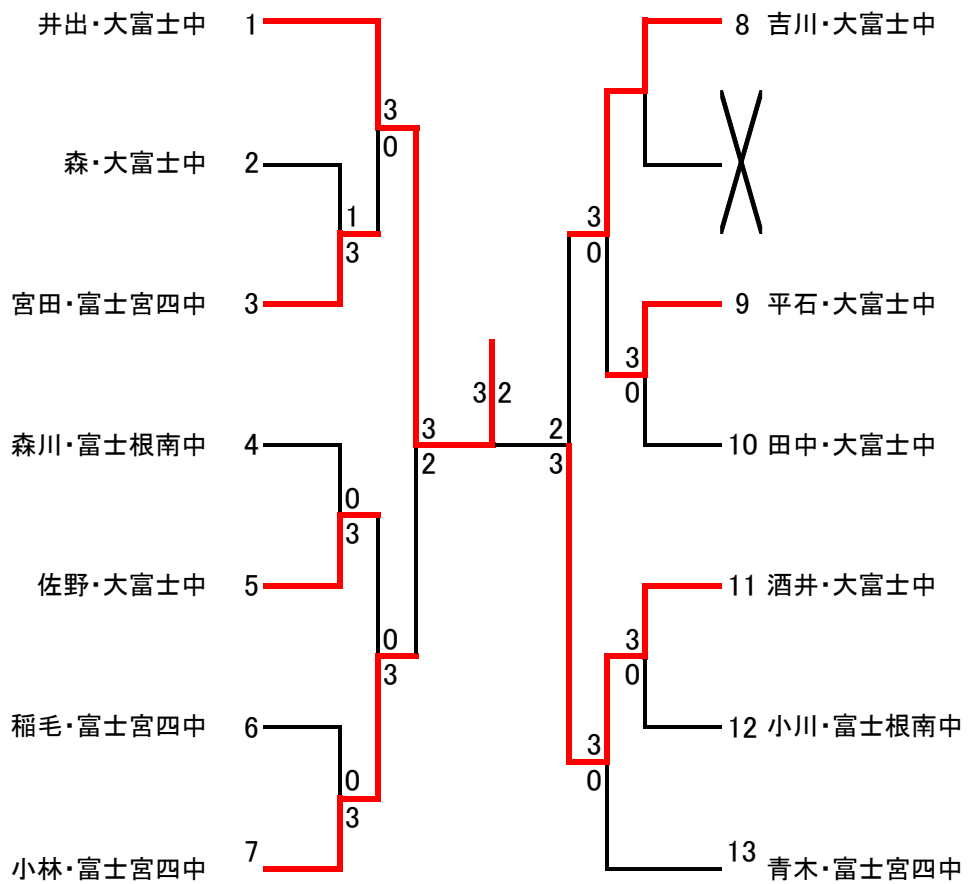 井出・大富士中 1
森・大富士中 2
宮田・富士宮四中 3
森川・富士根南中 4
佐野・大富士中 5
稲毛・富士宮四中 6
小林・富士宮四中 7
3
0
1
3
0
3
0
3
0
3
3
2
3 2
2
3
3
0
3
0
3
0
3
0
8 吉川・大富士中
9 平石・大富士中
10 田中・大富士中
11 酒井・大富士中
12 小川・富士根南中
13 青木・富士宮四中